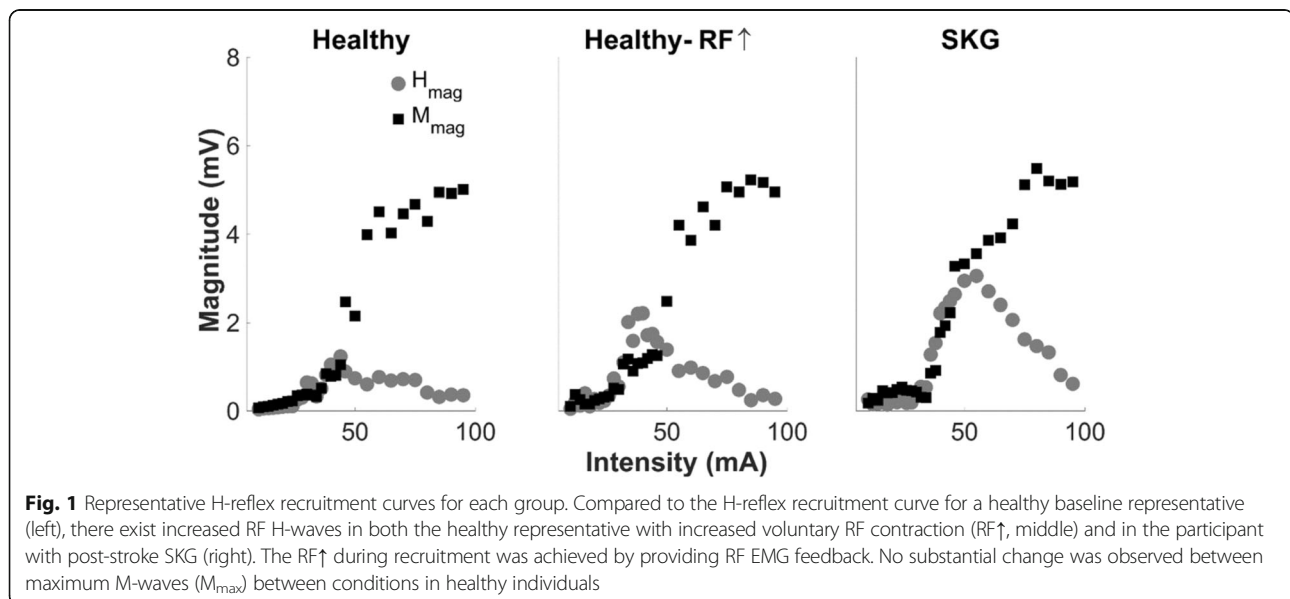 Healthy
Healthy- RF↑
SKG
8
6
4
2
0
Magnitude (mV)
H_mag
M_mag
50
100
50
100
50
100
Intensity (mA)
Fig. 1 Representative H-reflex recruitment curves for each group. Compared to the H-reflex recruitment curve for a healthy baseline representative
(left), there exist increased RF H-waves in both the healthy representative with increased voluntary RF contraction (RF↑, middle) and in the participant
with post-stroke SKG (right). The RF↑ during recruitment was achieved by providing RF EMG feedback. No substantial change was observed between
maximum M-waves (M_max) between conditions in healthy individuals